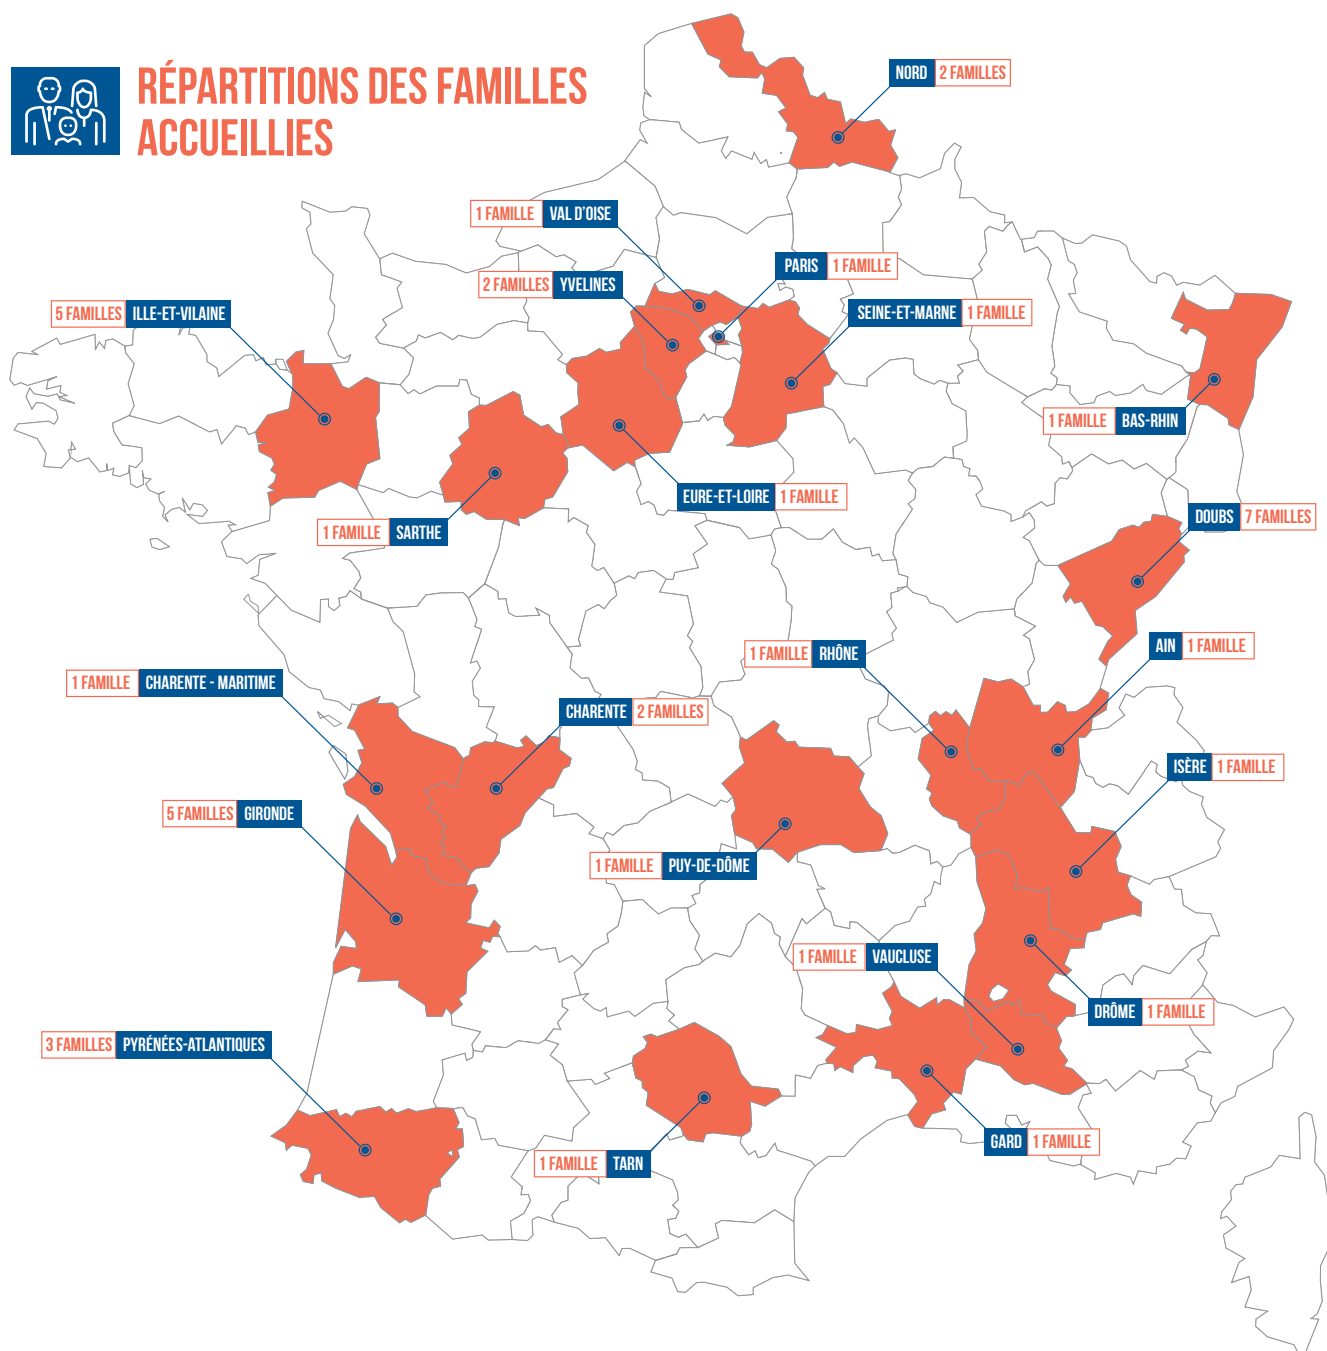 RÉPARTITIONS DES FAMILLES
ACCUEILLIES
NORD 2 FAMILLES
1 FAMILLE VAL D'OISE
PARIS 1 FAMILLE
2 FAMILLES YVELINES
5 FAMILLES ILLE-ET-VILAINE
SEINE-ET-MARNE 1 FAMILLE
1 FAMILLE BAS-RHIN
EURE-ET-LOIRE 1 FAMILLE
DOUBS 7 FAMILLES
1 FAMILLE SARTHE
AIN 1 FAMILLE
1 FAMILLE RHÔNE
1 FAMILLE CHARENTE - MARITIME
CHARENTE 2 FAMILLES
ISÈRE 1 FAMILLE
5 FAMILLES GIRONDE
1 FAMILLE PUY-DE-DÔME
1 FAMILLE VAUCLUSE
DRÔME 1 FAMILLE
3 FAMILLES PYRÉNÉES-ATLANTIQUES
GARD 1 FAMILLE
1 FAMILLE TARN